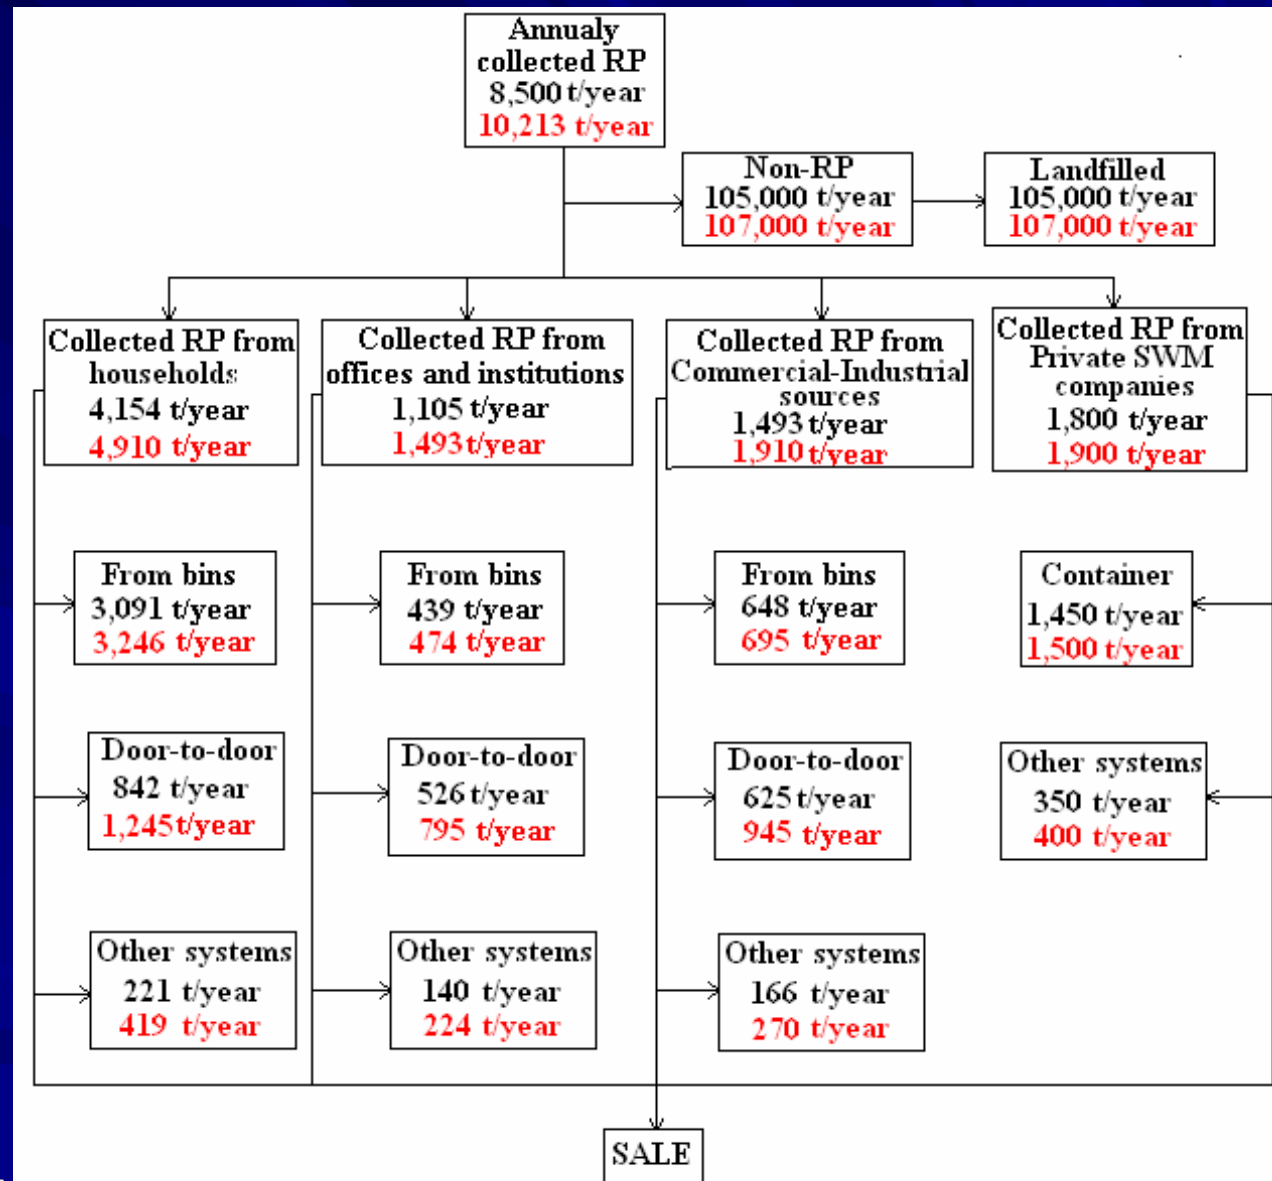 Annualy
collected RP
8,500 t/year
10,213 t/year
Non-RP
105,000 t/year
107,000 t/year
Landfilled
105,000 t/year
107,000 t/year
Collected RP from
households
4,154 t/year
4,910 t/year
Collected RP from
offices and institutions
1,105 t/year
1,493 t/year
Collected RP from
Commercial-Industrial
sources
1,493 t/year
1,910 t/year
Collected RP from
Private SWM
companies
1,800 t/year
1,900 t/year
From bins
3,091 t/year
3,246 t/year
From bins
439 t/year
474 t/year
From bins
648 t/year
695 t/year
Container
1,450 t/year
1,500 t/year
Door-to-door
842 t/year
1,245 t/year
Door-to-door
526 t/year
795 t/year
Door-to-door
625 t/year
945 t/year
Other systems
350 t/year
400 t/year
Other systems
221 t/year
419 t/year
Other systems
140 t/year
224 t/year
Other systems
166 t/year
270 t/year
SALE